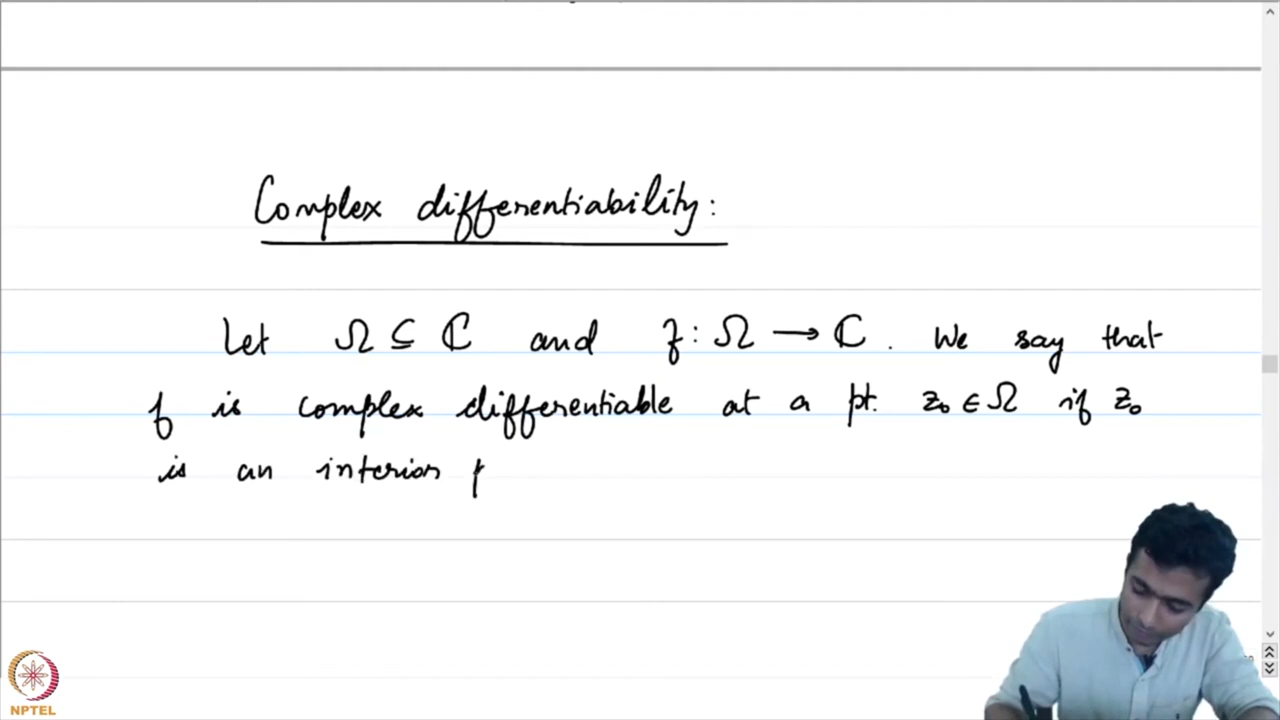 Complex differentiability:
Let Ω ⊆ ℂ and f: Ω → ℂ. We say that
f is complex differentiable at a pt. z₀ ∈ Ω if z₀
is an interior p
NPTEL